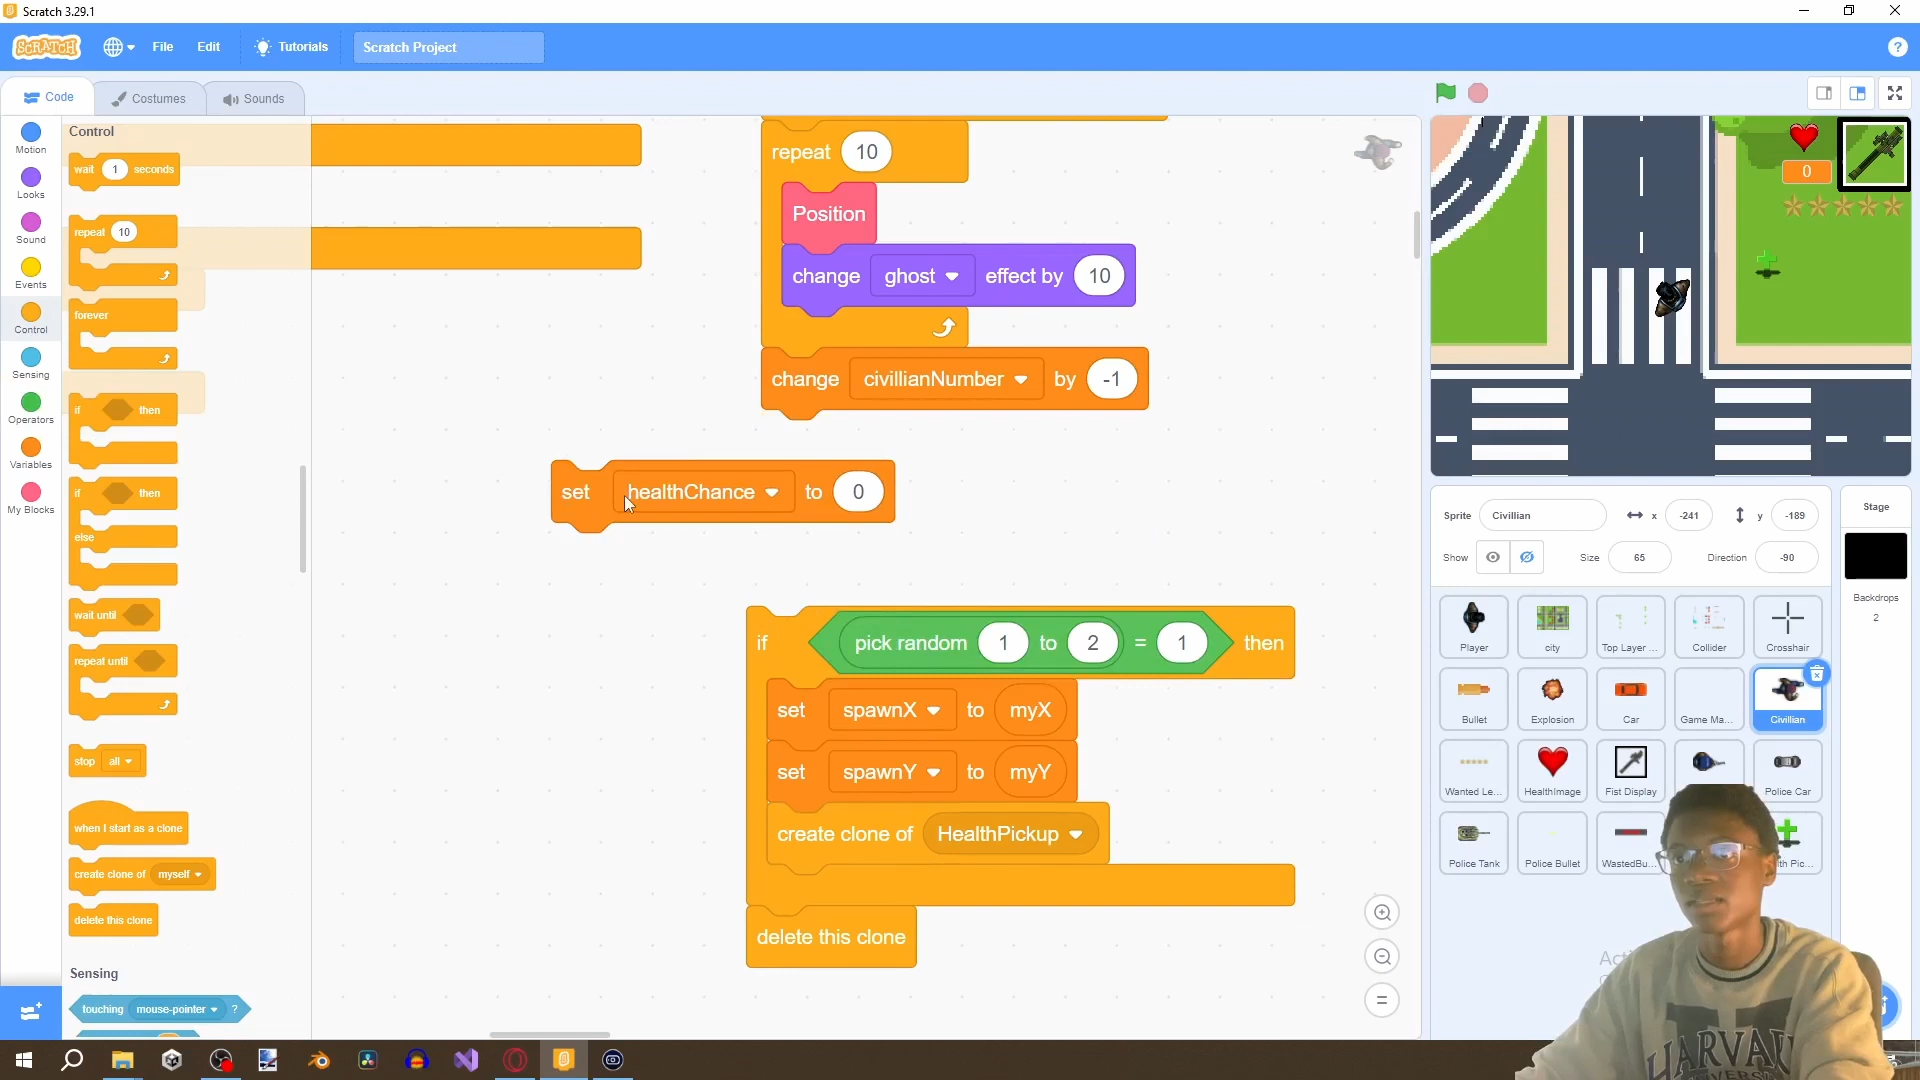 Scratch 3.29.1
SCRATCH
File
Edit
Tutorials
Scratch Project
?
Code
Costumes
Sounds
Motion
Looks
Sound
Events
Control
Sensing
Operators
Variables
My Blocks
Control
wait 1 seconds
repeat 10
forever
if then
if then
else
wait until
repeat until
stop all
when I start as a clone
create clone of myself
delete this clone
Sensing
touching mouse-pointer ?
repeat 10
Position
change ghost effect by 10
change civillianNumber by -1
set healthChance to 0
if pick random 1 to 2 = 1 then
set spawnX to myX
set spawnY to myY
create clone of HealthPickup
delete this clone
0
Sprite Civillian x -241 y -189
Show Size 65 Direction -90
Stage
Backdrops
2
Player
city
Top Layer ...
Collider
Crosshair
Bullet
Explosion
Car
Game Ma...
Civillian
Wanted Le...
HealthImage
Fist Display
Police Car
Police Tank
Police Bullet
WastedBu...
lth Pic...
Acti
HARVA